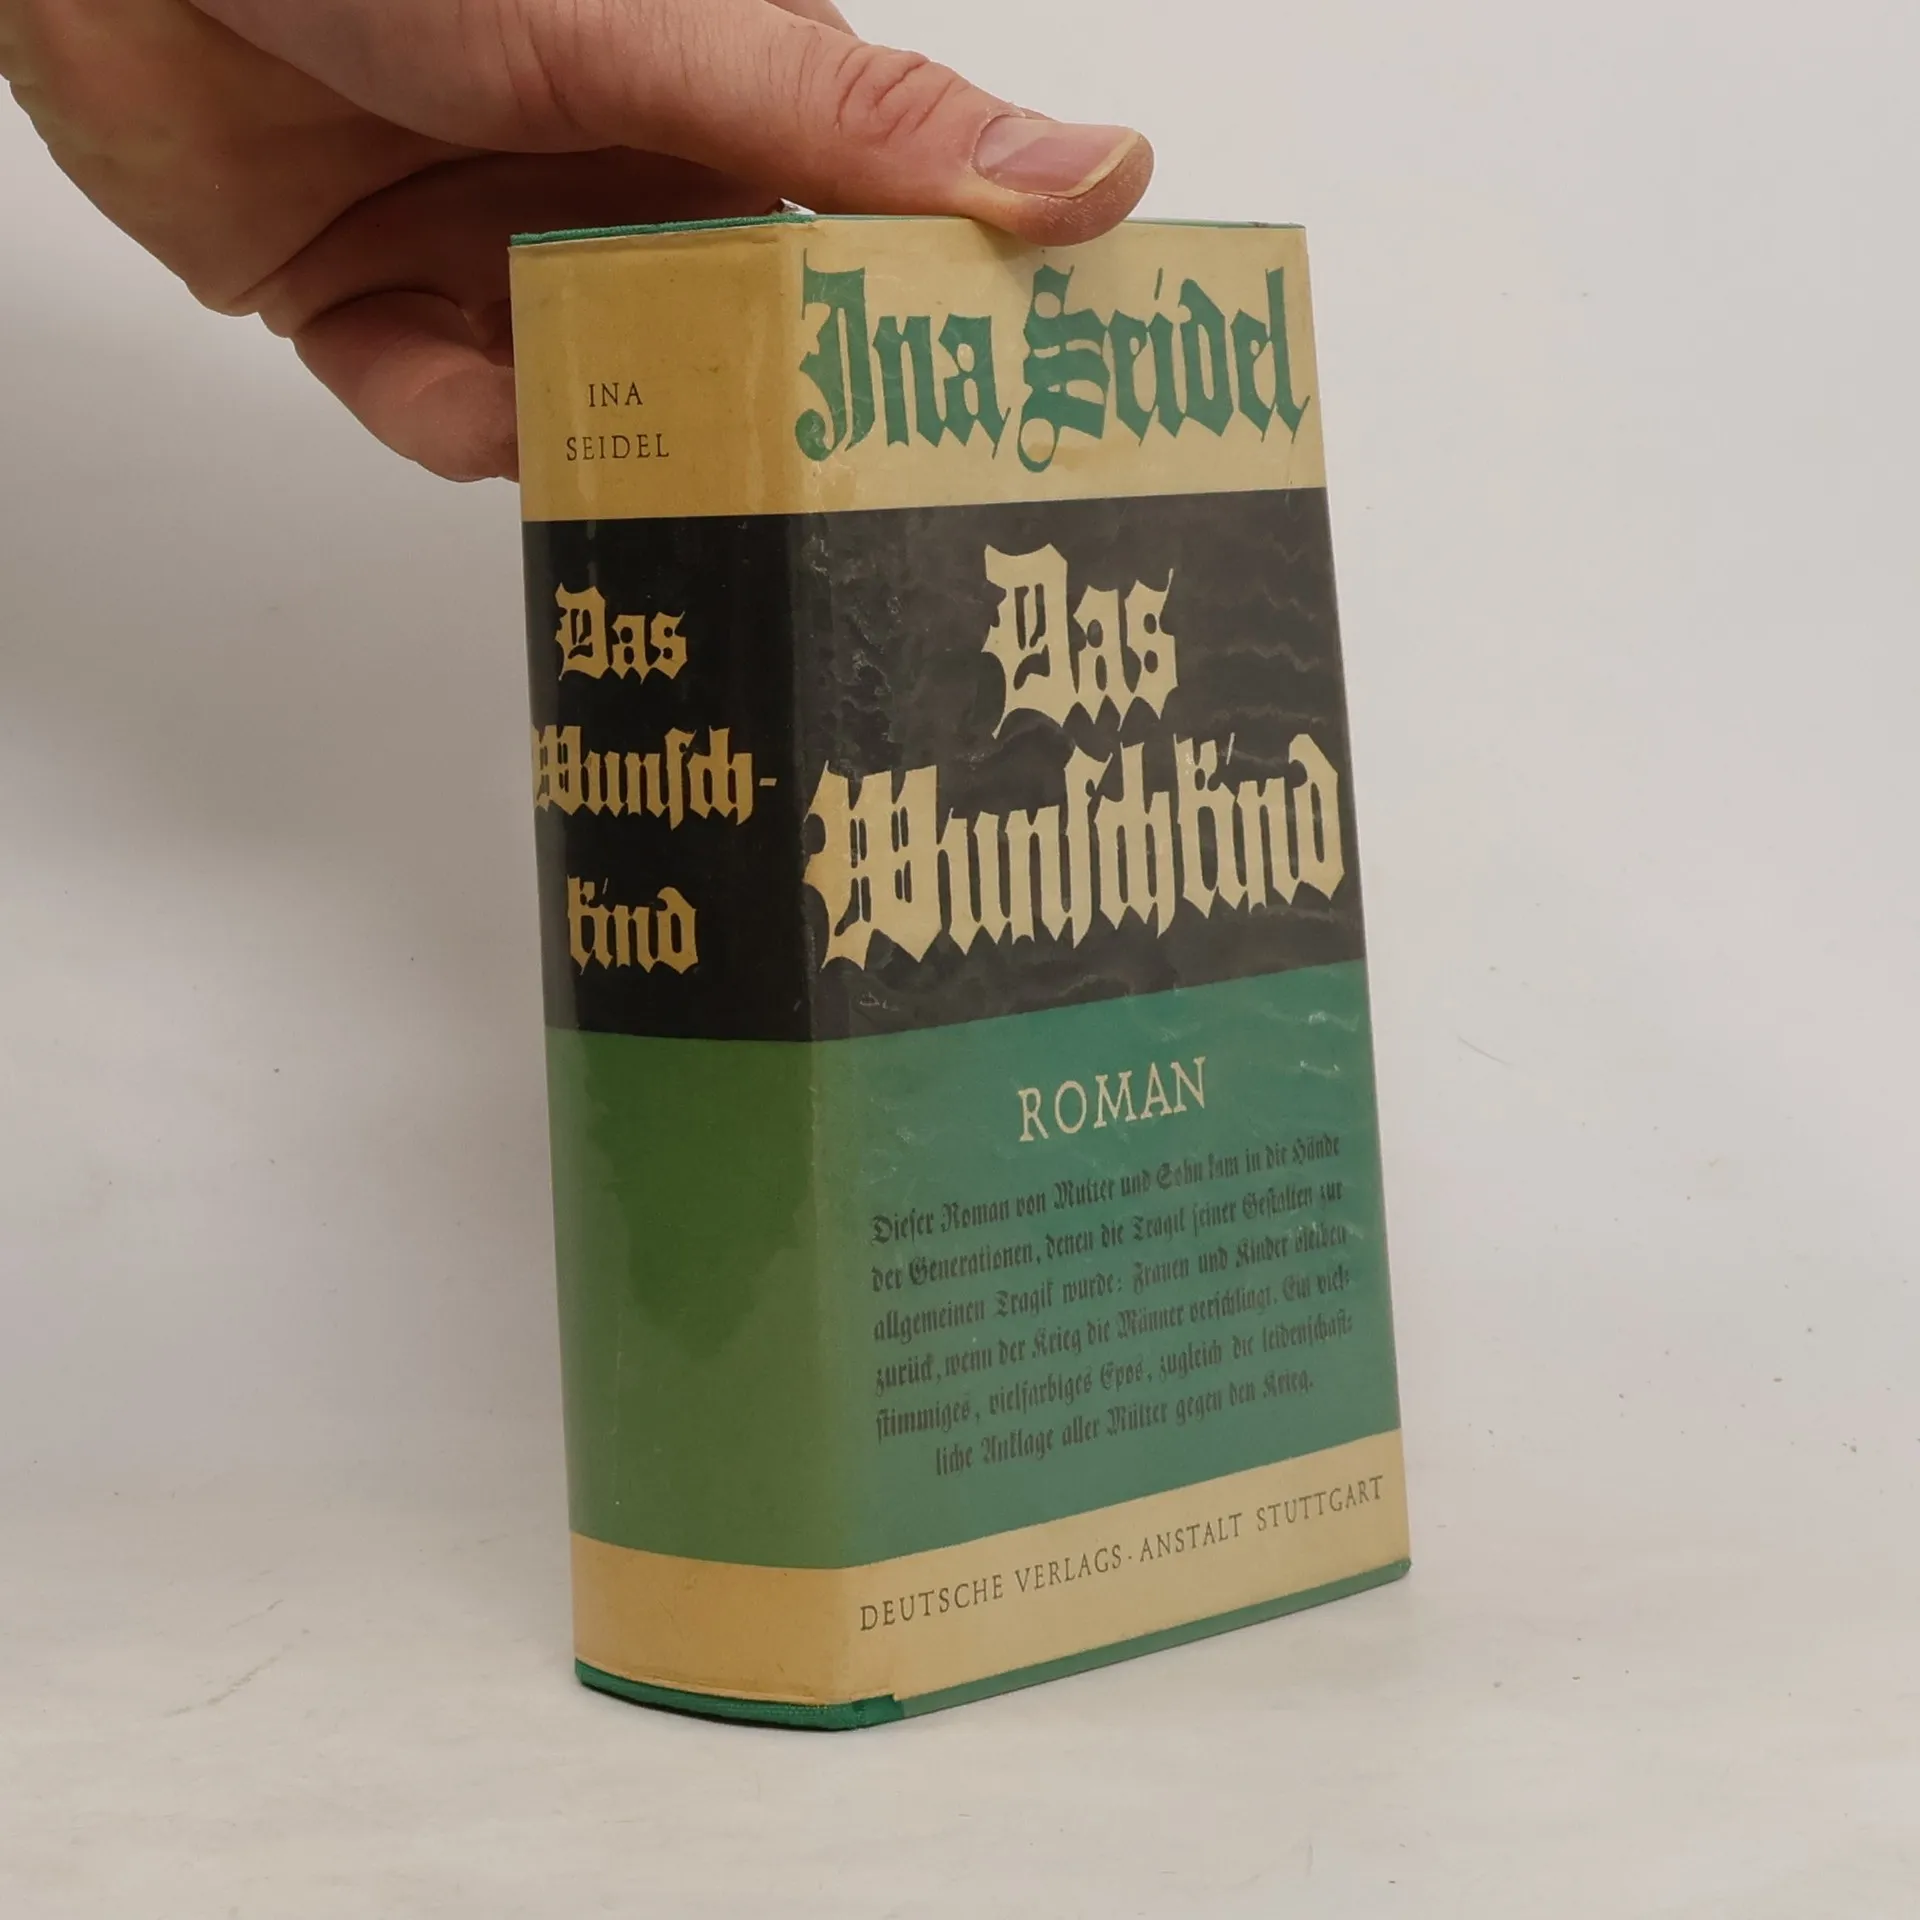 INA
SEIDEL
Das
Wunsch-
kind
Ina Seidel
Das
Wunschkind
ROMAN
Dieser Roman von Mutter und Sohn kam in die Hände
der Generationen, denen die Tragik seiner Gestalten zur
allgemeinen Tragik wurde: Frauen und Kinder bleiben
zurück, wenn der Krieg die Männer verschlingt. Ein viel-
stimmiges, vielfarbiges Epos, zugleich die leidenschaft-
liche Anklage aller Mütter gegen den Krieg.
DEUTSCHE VERLAGS-ANSTALT STUTTGART